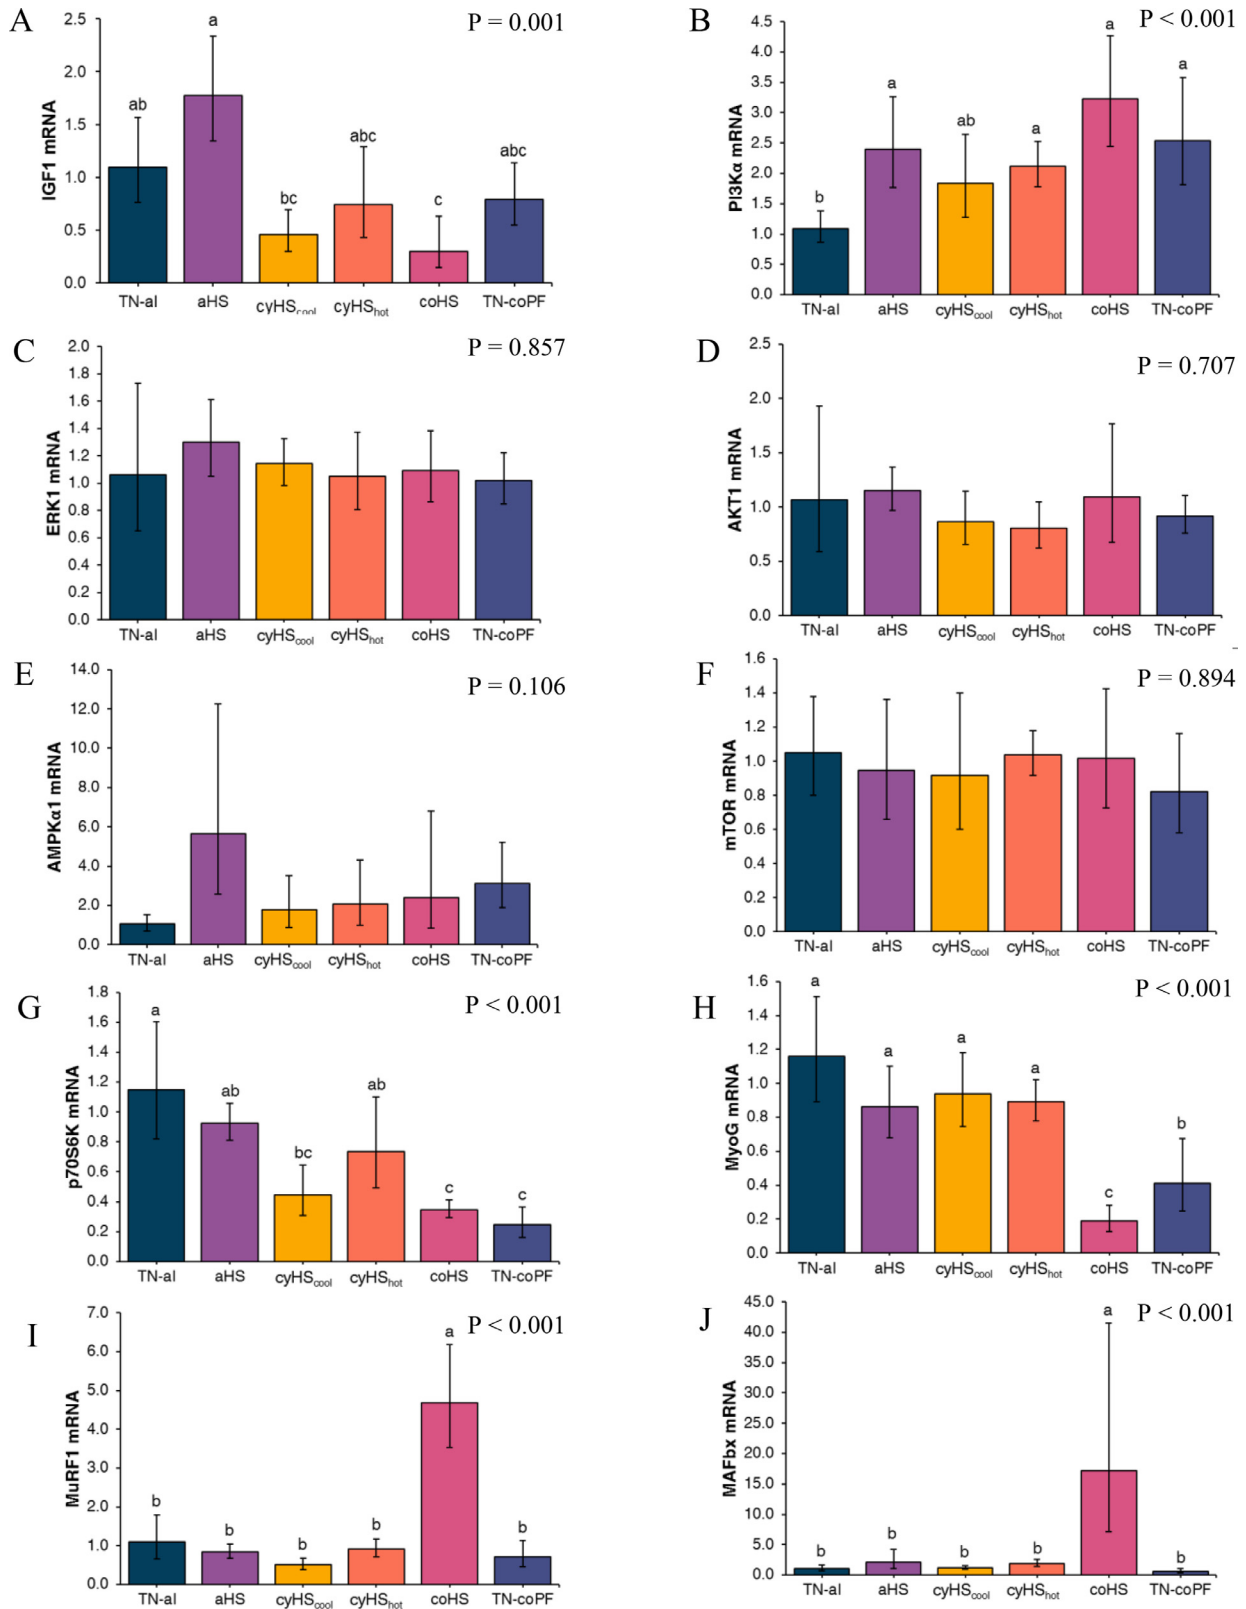 A
P = 0.001
IGF1 mRNA
2.5
2.0
1.5
1.0
0.5
0.0
ab
a
bc
abc
c
abc
TN-al aHS cyHScool cyHShot coHS TN-coPF
B
P < 0.001
PI3Kα mRNA
4.5
4.0
3.5
3.0
2.5
2.0
1.5
1.0
0.5
0.0
b
a
ab
a
a
a
TN-al aHS cyHScool cyHShot coHS TN-coPF
C
P = 0.857
ERK1 mRNA
2.0
1.8
1.6
1.4
1.2
1.0
0.8
0.6
0.4
0.2
0.0
TN-al aHS cyHScool cyHShot coHS TN-coPF
D
P = 0.707
AKT1 mRNA
2.5
2.0
1.5
1.0
0.5
0.0
TN-al aHS cyHScool cyHShot coHS TN-coPF
E
P = 0.106
AMPKα1 mRNA
14.0
12.0
10.0
8.0
6.0
4.0
2.0
0.0
TN-al aHS cyHScool cyHShot coHS TN-coPF
F
P = 0.894
mTOR mRNA
1.6
1.4
1.2
1.0
0.8
0.6
0.4
0.2
0.0
TN-al aHS cyHScool cyHShot coHS TN-coPF
G
P < 0.001
p70S6K mRNA
1.8
1.6
1.4
1.2
1.0
0.8
0.6
0.4
0.2
0.0
a
ab
bc
ab
c
c
TN-al aHS cyHScool cyHShot coHS TN-coPF
H
P < 0.001
MyoG mRNA
1.6
1.4
1.2
1.0
0.8
0.6
0.4
0.2
0.0
a
a
a
a
c
b
TN-al aHS cyHScool cyHShot coHS TN-coPF
I
P < 0.001
MuRF1 mRNA
7.0
6.0
5.0
4.0
3.0
2.0
1.0
0.0
b
b
b
b
a
b
TN-al aHS cyHScool cyHShot coHS TN-coPF
J
P < 0.001
MAFbx mRNA
45.0
40.0
35.0
30.0
25.0
20.0
15.0
10.0
5.0
0.0
b
b
b
b
a
b
TN-al aHS cyHScool cyHShot coHS TN-coPF